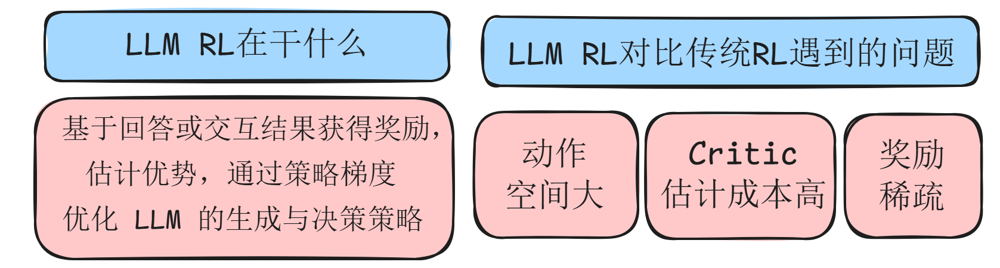 LLM RL在干什么
基于回答或交互结果获得奖励，
估计优势，通过策略梯度
优化 LLM 的生成与决策策略
LLM RL对比传统RL遇到的问题
动作
空间大
Critic
估计成本高
奖励
稀疏